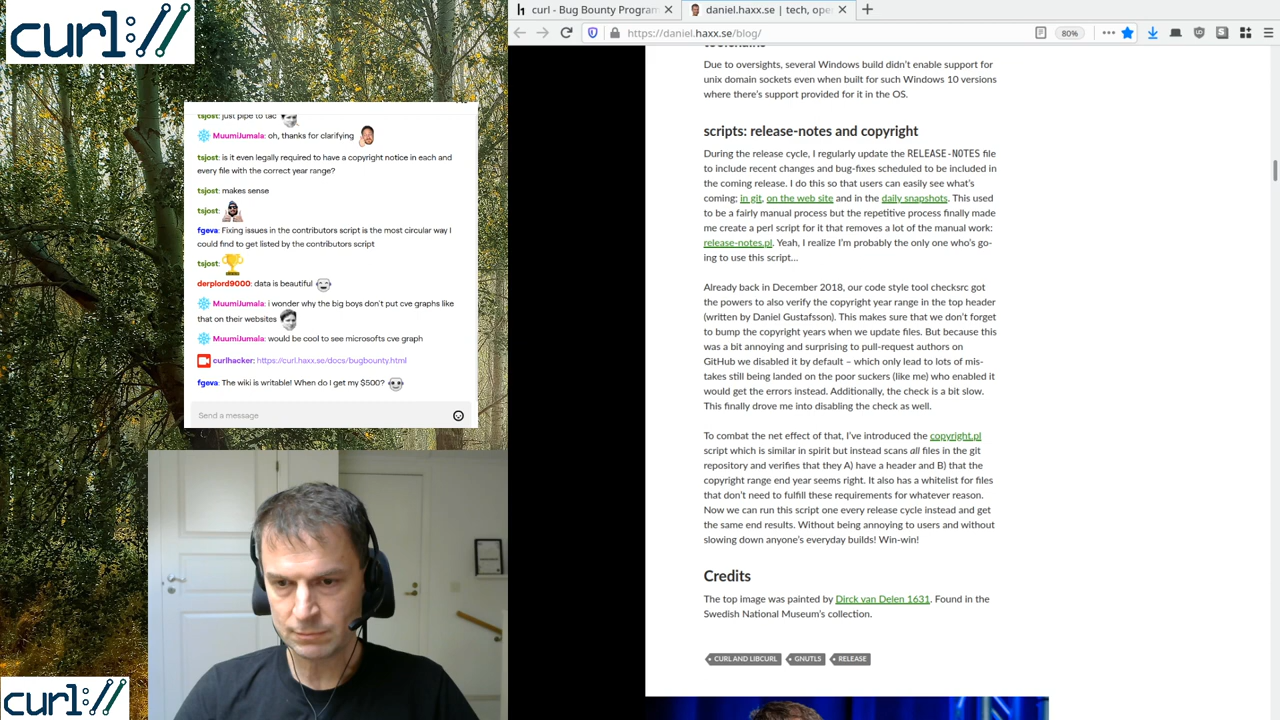 curl://
tsjost: just pipe to tac
MuumiJumala: oh, thanks for clarifying
tsjost: is it even legally required to have a copyright notice in each and
every file with the correct year range?
tsjost: makes sense
tsjost:
fgeva: Fixing issues in the contributors script is the most circular way I
could find to get listed by the contributors script
tsjost:
derplord9000: data is beautiful
MuumiJumala: i wonder why the big boys don't put cve graphs like
that on their websites
MuumiJumala: would be cool to see microsofts cve graph
curlhacker: https://curl.haxx.se/docs/bugbounty.html
fgeva: The wiki is writable! When do I get my $500?
Send a message
curl://
curl - Bug Bounty Program
daniel.haxx.se | tech, ope
https://daniel.haxx.se/blog/
80%
Due to oversights, several Windows build didn't enable support for
unix domain sockets even when built for such Windows 10 versions
where there's support provided for it in the OS.
scripts: release-notes and copyright
During the release cycle, I regularly update the RELEASE-NOTES file
to include recent changes and bug-fixes scheduled to be included in
the coming release. I do this so that users can easily see what's
coming; in git, on the web site and in the daily snapshots. This used
to be a fairly manual process but the repetitive process finally made
me create a perl script for it that removes a lot of the manual work:
release-notes.pl. Yeah, I realize I'm probably the only one who's go-
ing to use this script…
Already back in December 2018, our code style tool checksrc got
the powers to also verify the copyright year range in the top header
(written by Daniel Gustafsson). This makes sure that we don't forget
to bump the copyright years when we update files. But because this
was a bit annoying and surprising to pull-request authors on
GitHub we disabled it by default – which only lead to lots of mis-
takes still being landed on the poor suckers (like me) who enabled it
would get the errors instead. Additionally, the check is a bit slow.
This finally drove me into disabling the check as well.
To combat the net effect of that, I've introduced the copyright.pl
script which is similar in spirit but instead scans all files in the git
repository and verifies that they A) have a header and B) that the
copyright range end year seems right. It also has a whitelist for files
that don't need to fulfill these requirements for whatever reason.
Now we can run this script one every release cycle instead and get
the same end results. Without being annoying to users and without
slowing down anyone's everyday builds! Win-win!
Credits
The top image was painted by Dirck van Delen 1631. Found in the
Swedish National Museum's collection.
CURL AND LIBCURL
GNUTLS
RELEASE